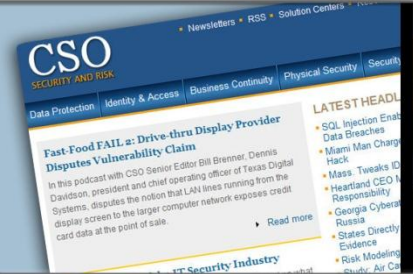 • Newsletters • RSS • Solution Centers •
CSO
SECURITY AND RISK
Data Protection Identity & Access Business Continuity Physical Security Security
Fast-Food FAIL 2: Drive-thru Display Provider
Disputes Vulnerability Claim
In this podcast with CSO Senior Editor Bill Brenner, Dennis
Davidson, president and chief operating officer of Texas Digital
Systems, disputes the notion that LAN lines running from the
display screen to the larger computer network exposes credit
card data at the point of sale.
Read more
IT Security Industry
what
LATEST HEADL
• SQL Injection Enab
Data Breaches
• Miami Man Charge
Hack
• Mass. Tweaks ID
• Heartland CEO M
Responsibility
• Georgia Cyberat
Russia
• States Directly
Evidence
• Risk Modeling
• Study: Air Ca